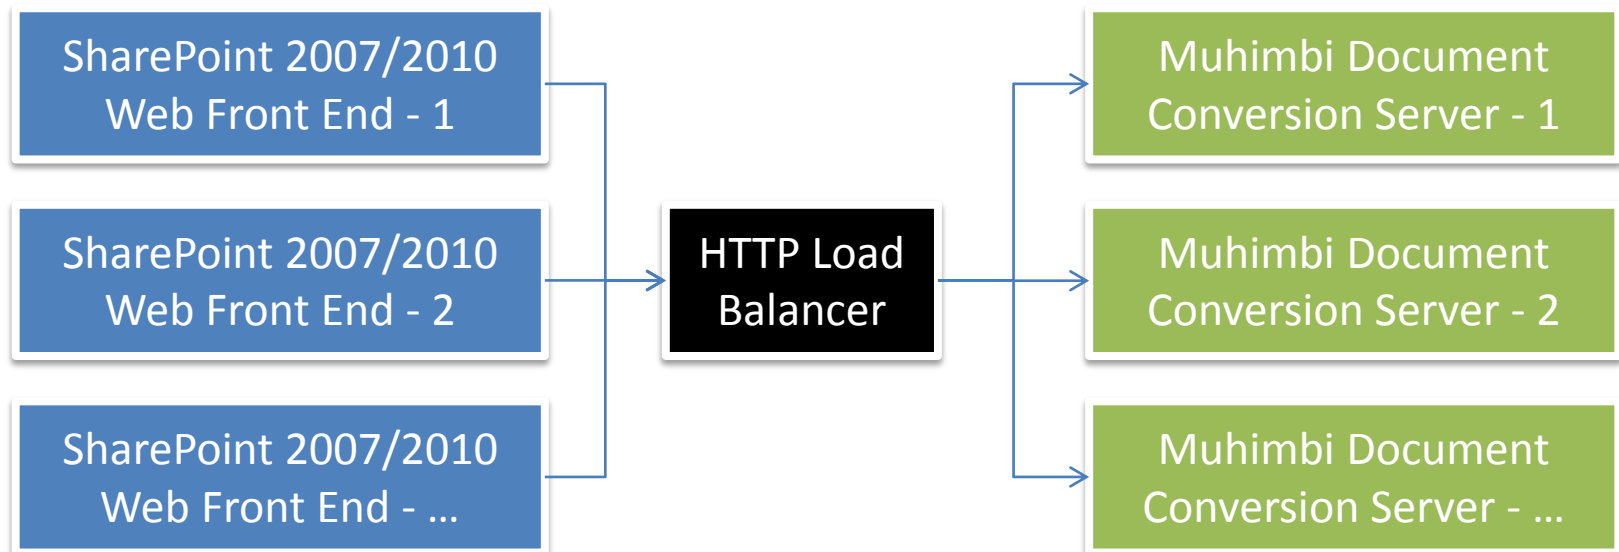 SharePoint 2007/2010
Web Front End - 1
SharePoint 2007/2010
Web Front End - 2
SharePoint 2007/2010
Web Front End - ...
HTTP Load
Balancer
Muhimbi Document
Conversion Server - 1
Muhimbi Document
Conversion Server - 2
Muhimbi Document
Conversion Server - ...